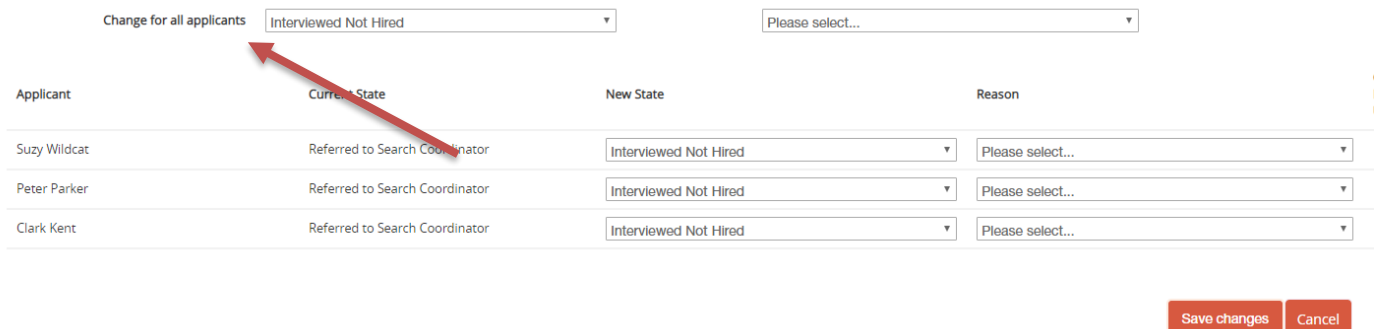 Change for all applicants Interviewed Not Hired Please select...
Applicant Current State New State Reason
Suzy Wildcat Referred to Search Coordinator Interviewed Not Hired Please select...
Peter Parker Referred to Search Coordinator Interviewed Not Hired Please select...
Clark Kent Referred to Search Coordinator Interviewed Not Hired Please select...
Save changes Cancel